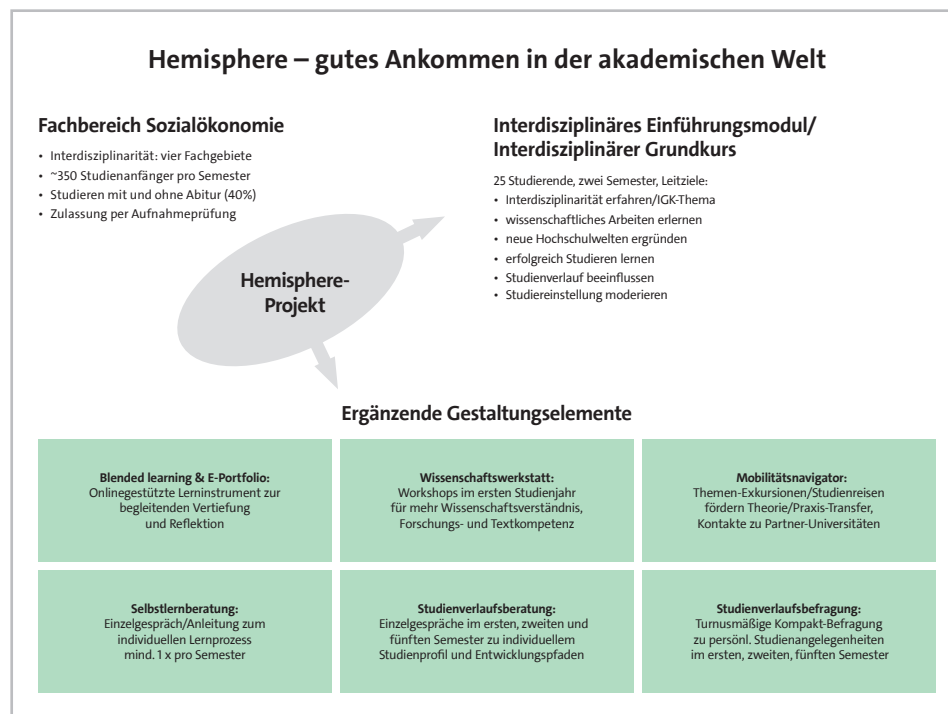 Hemisphere – gutes Ankommen in der akademischen Welt
Fachbereich Sozialökonomie
• Interdisziplinarität: vier Fachgebiete
• ~350 Studienanfänger pro Semester
• Studieren mit und ohne Abitur (40%)
• Zulassung per Aufnahmeprüfung
Interdisziplinäres Einführungsmodul/
Interdisziplinärer Grundkurs
25 Studierende, zwei Semester, Leitziele:
• Interdisziplinarität erfahren/IGK-Thema
• wissenschaftliches Arbeiten erlernen
• neue Hochschulwelten ergründen
• erfolgreich Studieren lernen
• Studienverlauf beeinflussen
• Studiereinstellung moderieren
Hemisphere-
Projekt
Ergänzende Gestaltungselemente
Blended learning & E-Portfolio:
Onlinegestützte Lerninstrument zur
begleitenden Vertiefung
und Reflektion
Wissenschaftswerkstatt:
Workshops im ersten Studienjahr
für mehr Wissenschaftsverständnis,
Forschungs- und Textkompetenz
Mobilitätsnavigator:
Themen-Exkursionen/Studienreisen
fördern Theorie/Praxis-Transfer,
Kontakte zu Partner-Universitäten
Selbstlernberatung:
Einzelgespräch/Anleitung zum
individuellen Lernprozess
mind. 1 x pro Semester
Studienverlaufsberatung:
Einzelgespräche im ersten, zweiten und
fünften Semester zu individuellem
Studienprofil und Entwicklungspfaden
Studienverlaufsbefragung:
Turnusmäßige Kompakt-Befragung
zu persönl. Studienangelegenheiten
im ersten, zweiten, fünften Semester